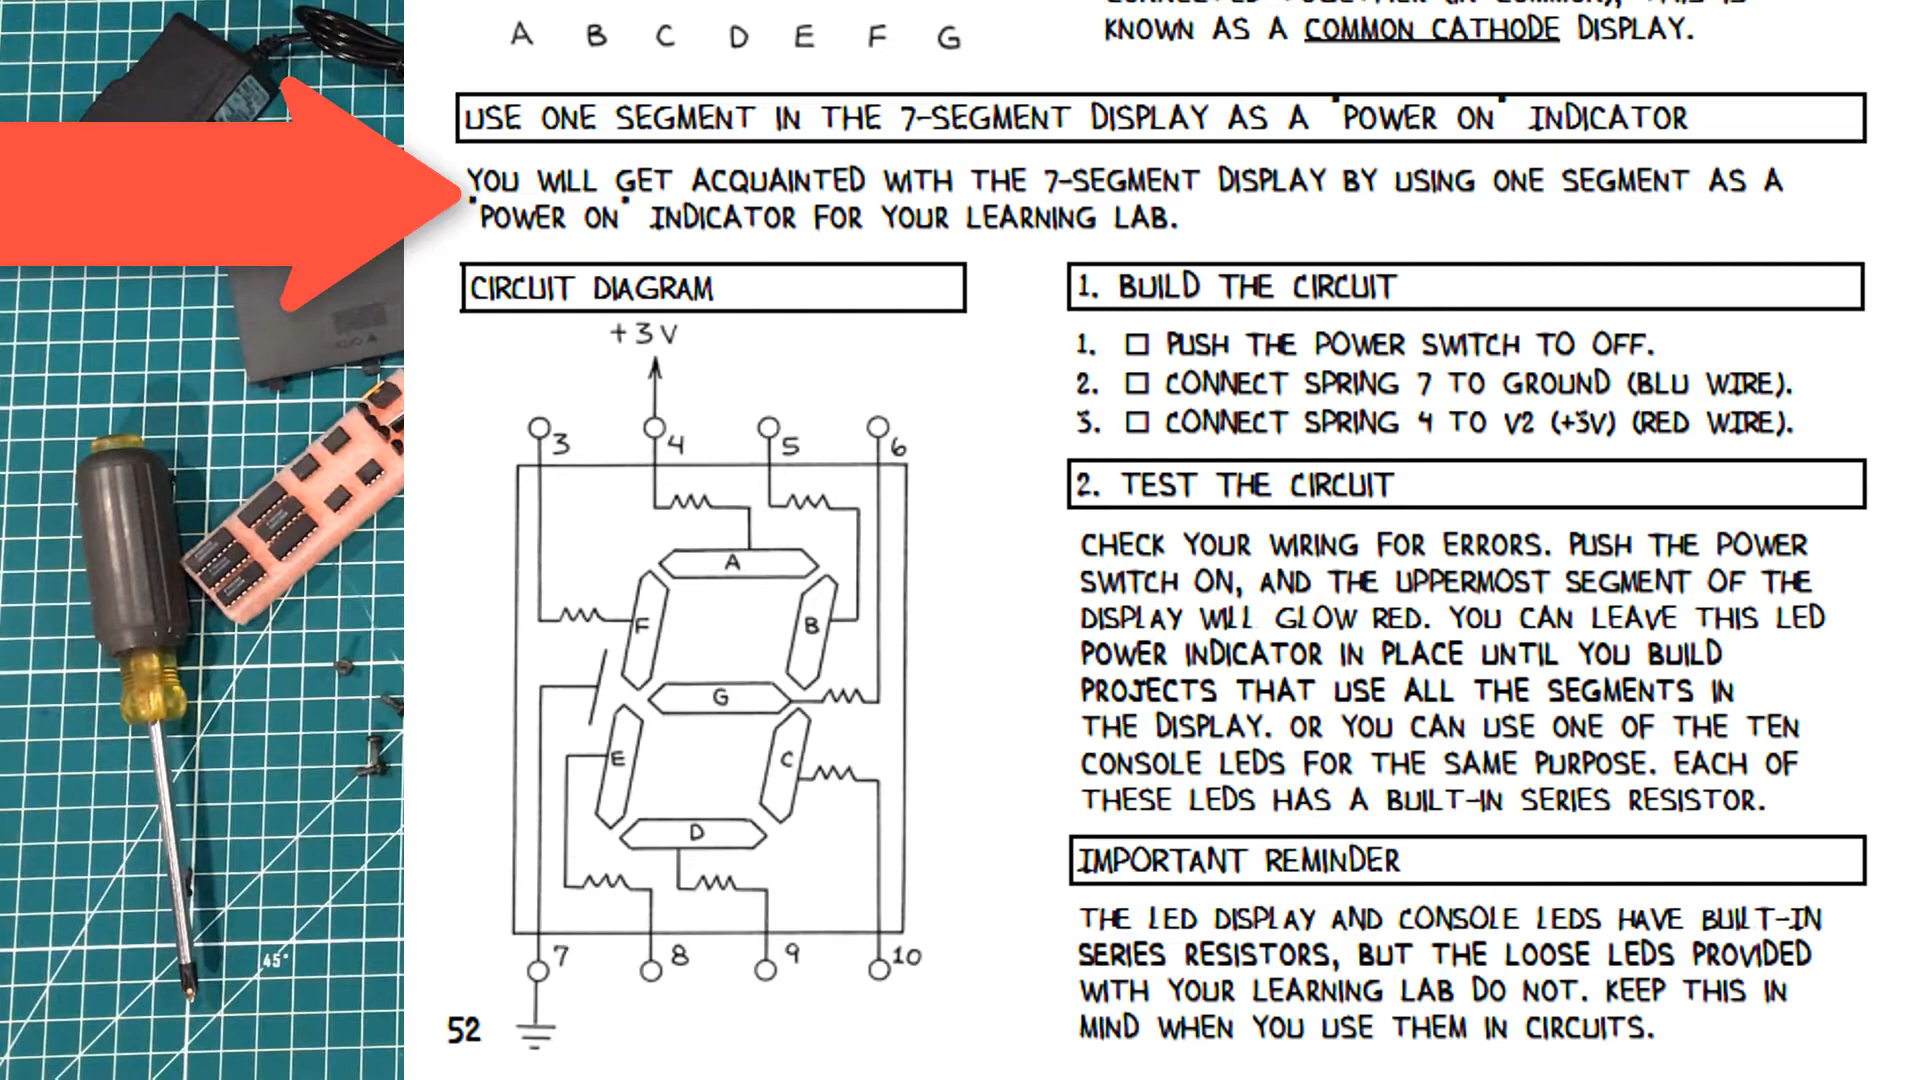 A B C D E F G
KNOWN AS A COMMON CATHODE DISPLAY.
USE ONE SEGMENT IN THE 7-SEGMENT DISPLAY AS A "POWER ON" INDICATOR
YOU WILL GET ACQUAINTED WITH THE 7-SEGMENT DISPLAY BY USING ONE SEGMENT AS A
"POWER ON" INDICATOR FOR YOUR LEARNING LAB.
CIRCUIT DIAGRAM
+3V
3 4 5 6
A
F B
G
E C
D
7 8 9 10
52
1. BUILD THE CIRCUIT
1. □ PUSH THE POWER SWITCH TO OFF.
2. □ CONNECT SPRING 7 TO GROUND (BLU WIRE).
3. □ CONNECT SPRING 4 TO V2 (+3V) (RED WIRE).
2. TEST THE CIRCUIT
CHECK YOUR WIRING FOR ERRORS. PUSH THE POWER
SWITCH ON, AND THE UPPERMOST SEGMENT OF THE
DISPLAY WILL GLOW RED. YOU CAN LEAVE THIS LED
POWER INDICATOR IN PLACE UNTIL YOU BUILD
PROJECTS THAT USE ALL THE SEGMENTS IN
THE DISPLAY. OR YOU CAN USE ONE OF THE TEN
CONSOLE LEDS FOR THE SAME PURPOSE. EACH OF
THESE LEDS HAS A BUILT-IN SERIES RESISTOR.
IMPORTANT REMINDER
THE LED DISPLAY AND CONSOLE LEDS HAVE BUILT-IN
SERIES RESISTORS, BUT THE LOOSE LEDS PROVIDED
WITH YOUR LEARNING LAB DO NOT. KEEP THIS IN
MIND WHEN YOU USE THEM IN CIRCUITS.
45°